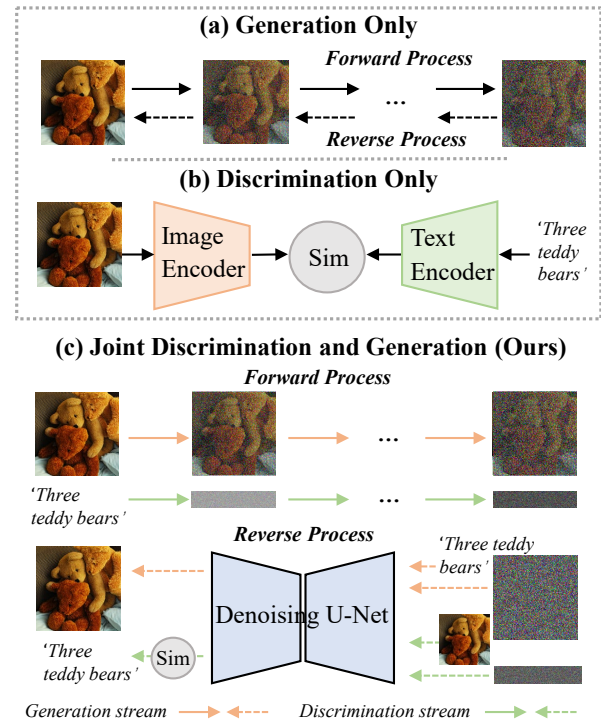 (a) Generation Only
Forward Process
...
Reverse Process
(b) Discrimination Only
Image
Encoder
Sim
Text
Encoder
‘Three
teddy
bears’
(c) Joint Discrimination and Generation (Ours)
Forward Process
...
‘Three
teddy bears’
...
Reverse Process
‘Three teddy
bears’
Denoising U-Net
‘Three
teddy bears’
Sim
Generation stream
Discrimination stream